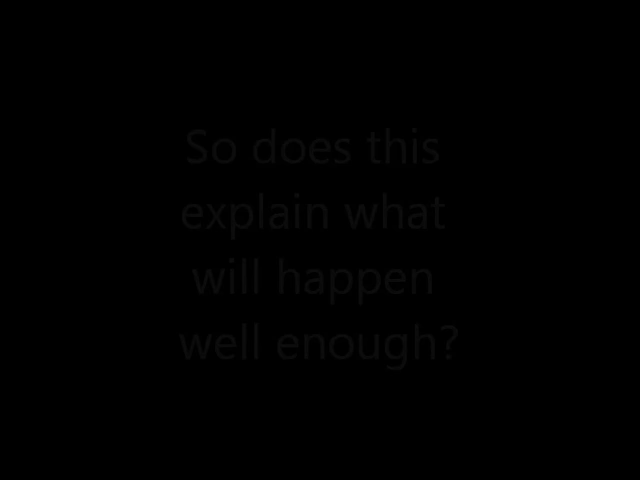 So does this
explain what
will happen
well enough?